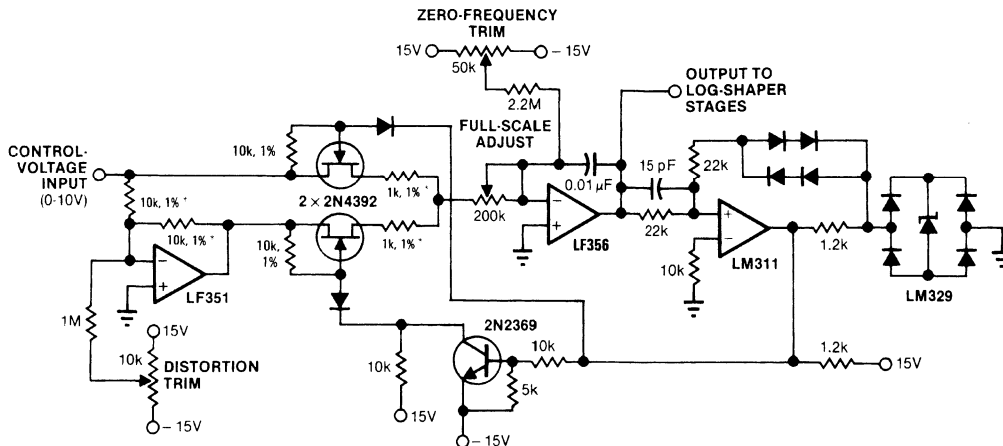 ZERO-FREQUENCY
TRIM
15V
– 15V
50k
2.2M
OUTPUT TO
LOG-SHAPER
STAGES
FULL-SCALE
ADJUST
10k, 1%
CONTROL-
VOLTAGE
INPUT
(0-10V)
10k, 1% *
10k, 1% *
2 × 2N4392
1k, 1% *
10k,
1%
1k, 1% *
200k
0.01 µF
15 pF
22k
22k
–
+
LF356
10k
+
–
LM311
1.2k
LM329
–
+
LF351
1M
15V
10k
DISTORTION
TRIM
– 15V
10k
15V
2N2369
10k
5k
– 15V
1.2k
15V